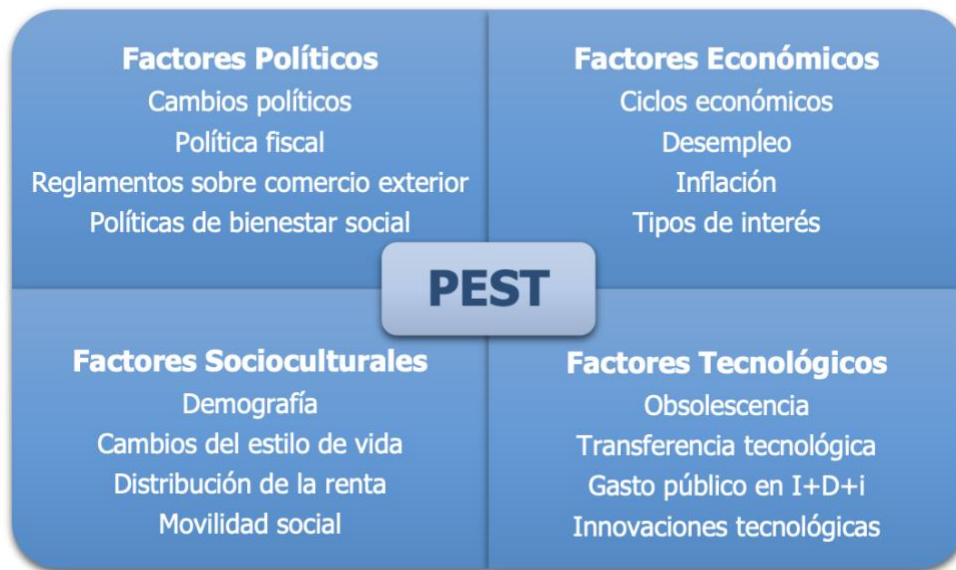 Factores Políticos
Cambios políticos
Política fiscal
Reglamentos sobre comercio exterior
Políticas de bienestar social
Factores Económicos
Ciclos económicos
Desempleo
Inflación
Tipos de interés
PEST
Factores Socioculturales
Demografía
Cambios del estilo de vida
Distribución de la renta
Movilidad social
Factores Tecnológicos
Obsolescencia
Transferencia tecnológica
Gasto público en I+D+i
Innovaciones tecnológicas